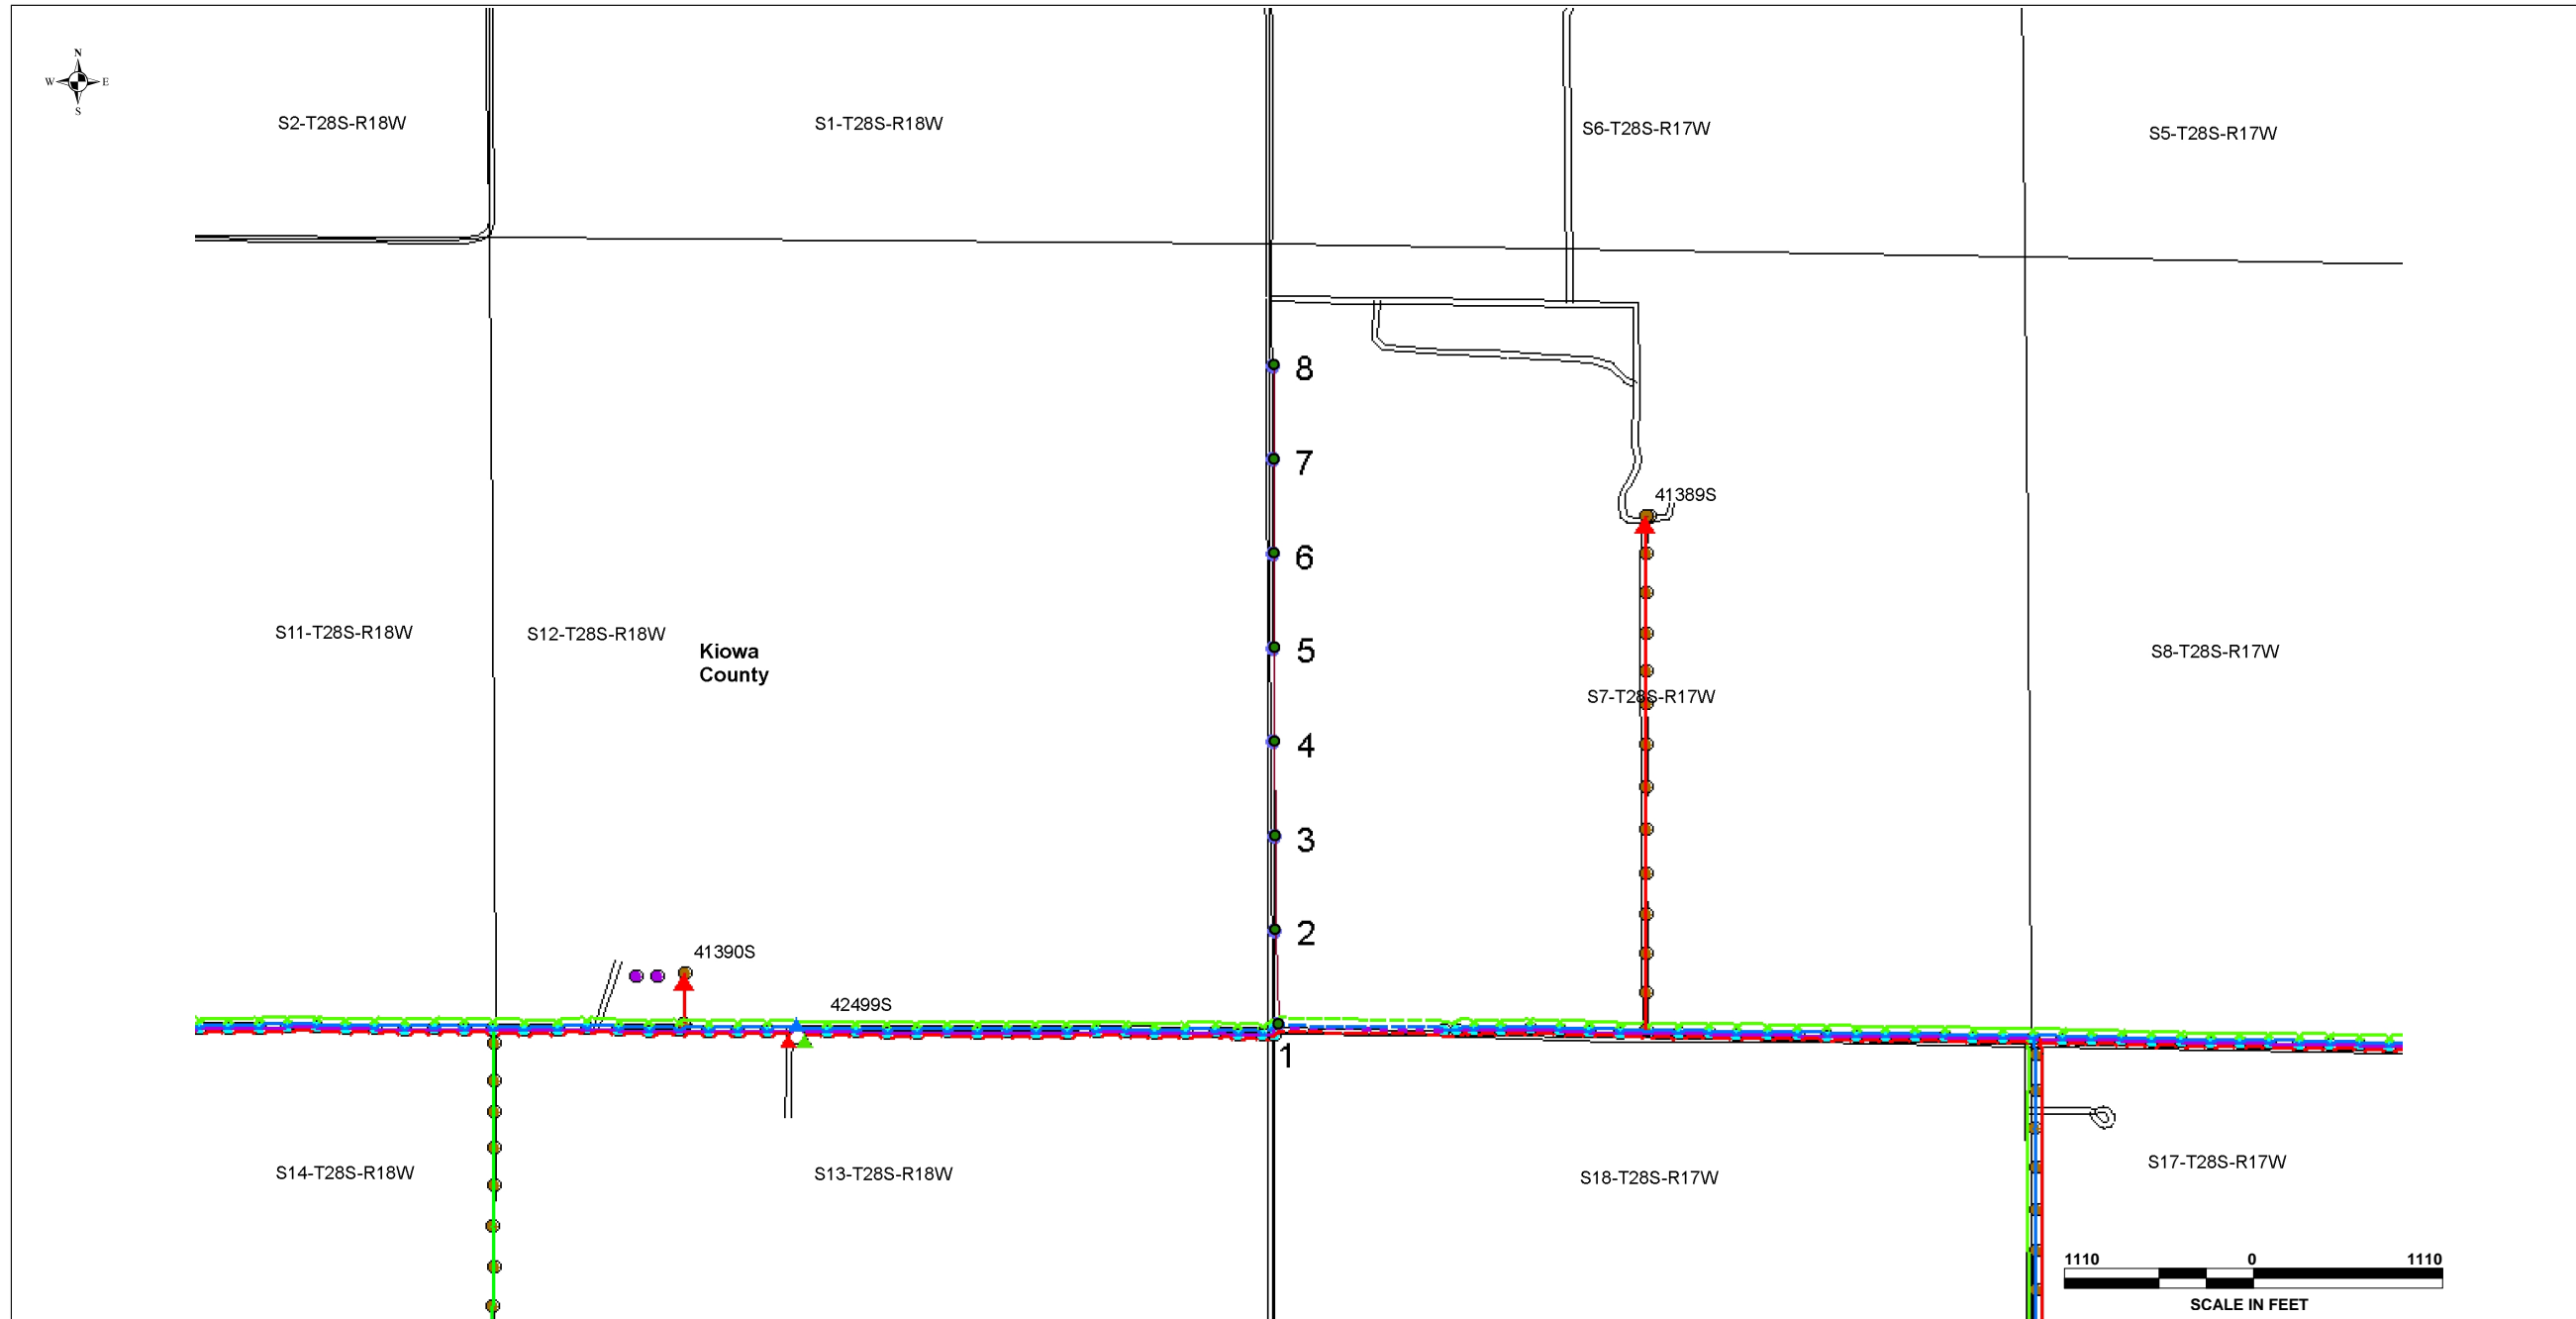 N
W E
S
S2-T28S-R18W
S1-T28S-R18W
S6-T28S-R17W
S5-T28S-R17W
8
7
41389S
6
S11-T28S-R18W
S12-T28S-R18W
Kiowa
County
5
S8-T28S-R17W
S7-T28S-R17W
4
3
2
41390S
42499S
1
S14-T28S-R18W
S13-T28S-R18W
S18-T28S-R17W
S17-T28S-R17W
1110 0 1110
SCALE IN FEET